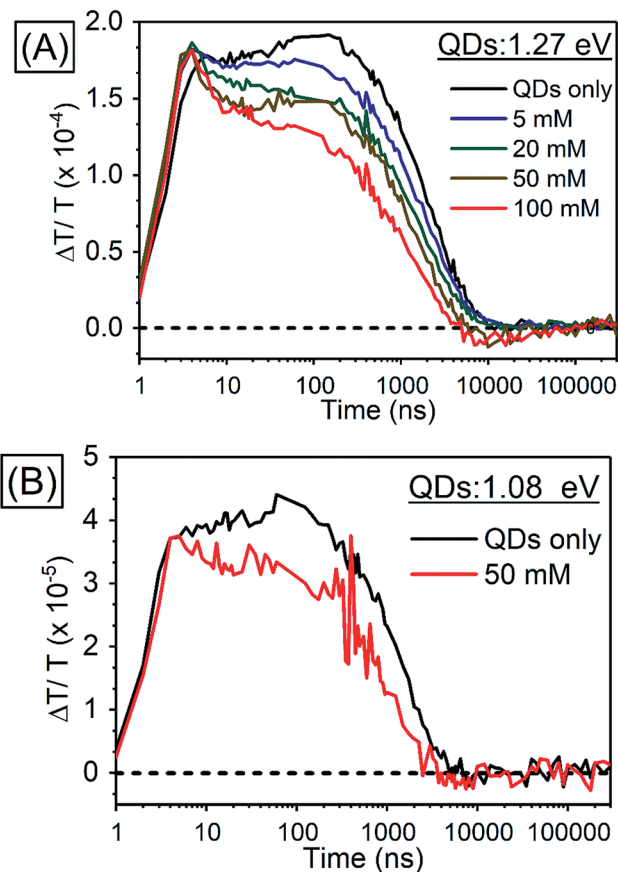 (A)
QDs:1.27 eV
QDs only
5 mM
20 mM
50 mM
100 mM
ΔT/ T (x 10-4)
2.0
1.5
1.0
0.5
0.0
1 10 100 1000 10000 100000
Time (ns)
(B)
QDs:1.08 eV
QDs only
50 mM
ΔT/ T (x 10-5)
5
4
3
2
1
0
1 10 100 1000 10000 100000
Time (ns)